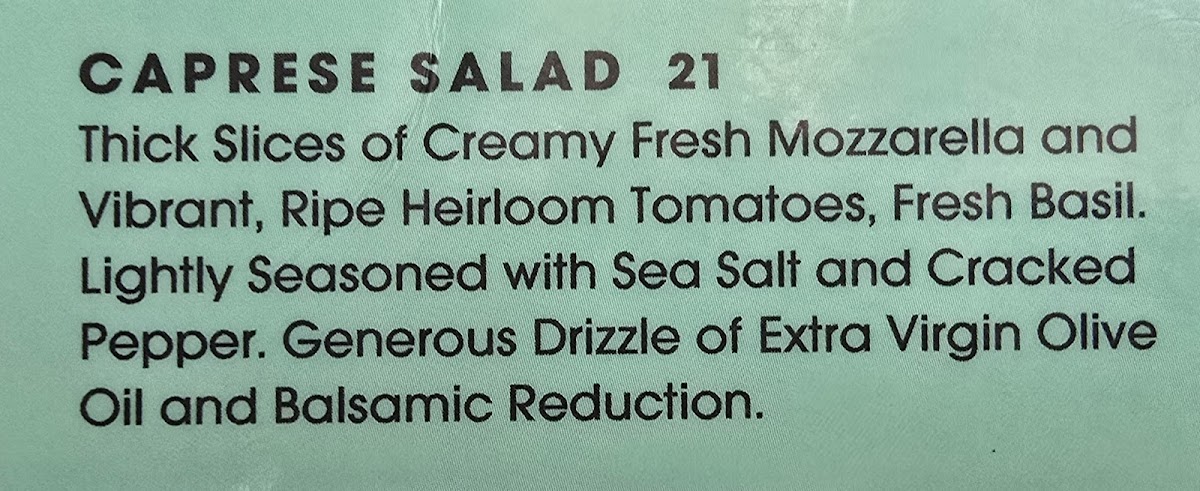 CAPRESE SALAD 21
Thick Slices of Creamy Fresh Mozzarella and
Vibrant, Ripe Heirloom Tomatoes, Fresh Basil.
Lightly Seasoned with Sea Salt and Cracked
Pepper. Generous Drizzle of Extra Virgin Olive
Oil and Balsamic Reduction.